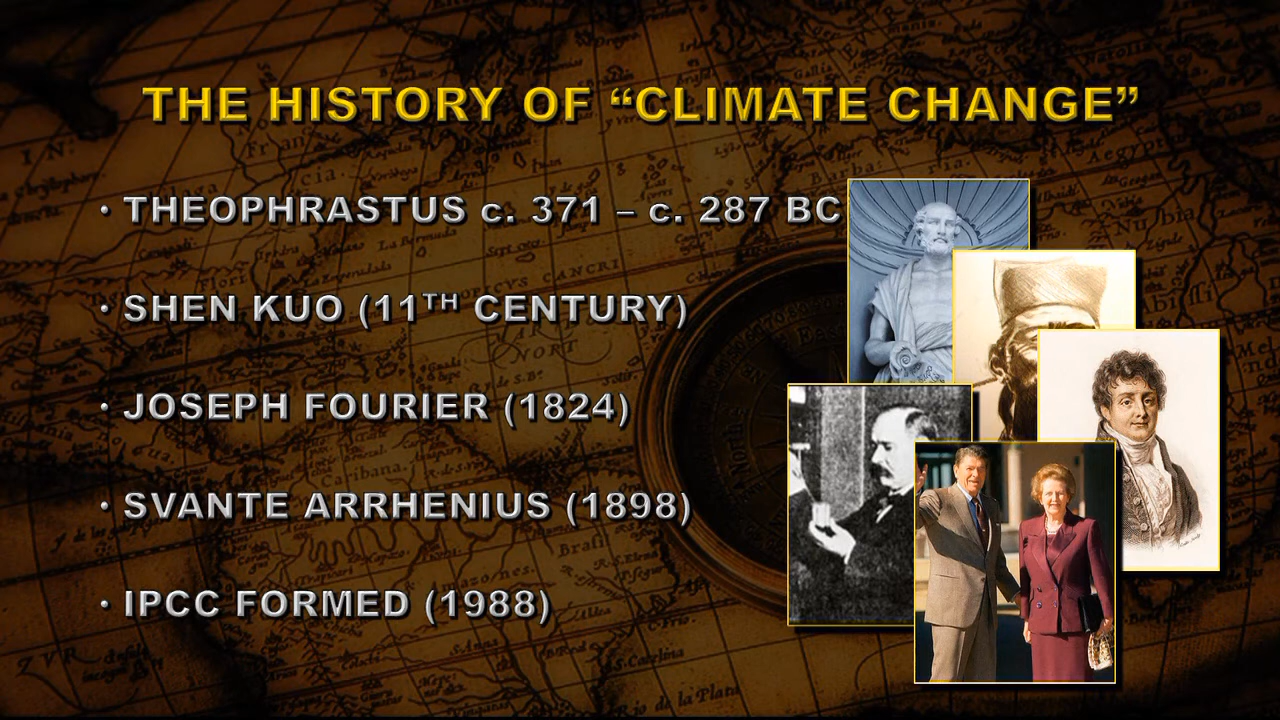 THE HISTORY OF “CLIMATE CHANGE”
• THEOPHRASTUS c. 371 – c. 287 BC
• SHEN KUO (11TH CENTURY)
• JOSEPH FOURIER (1824)
• SVANTE ARRHENIUS (1898)
• IPCC FORMED (1988)